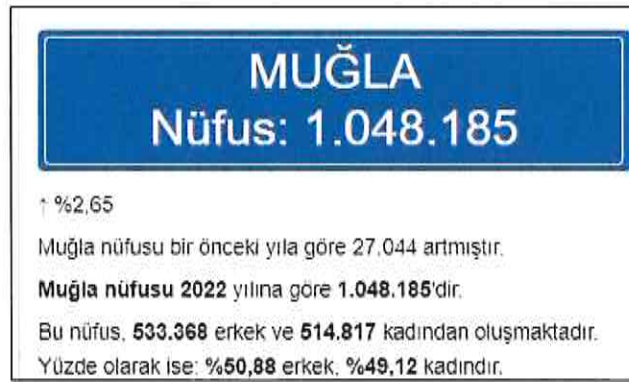 MUĞLA
Nüfus: 1.048.185
↑ %2,65
Muğla nüfusu bir önceki yıla göre 27.044 artmıştır.
Muğla nüfusu 2022 yılına göre 1.048.185'dir.
Bu nüfus, 533.368 erkek ve 514.817 kadından oluşmaktadır.
Yüzde olarak ise: %50,88 erkek, %49,12 kadındır.